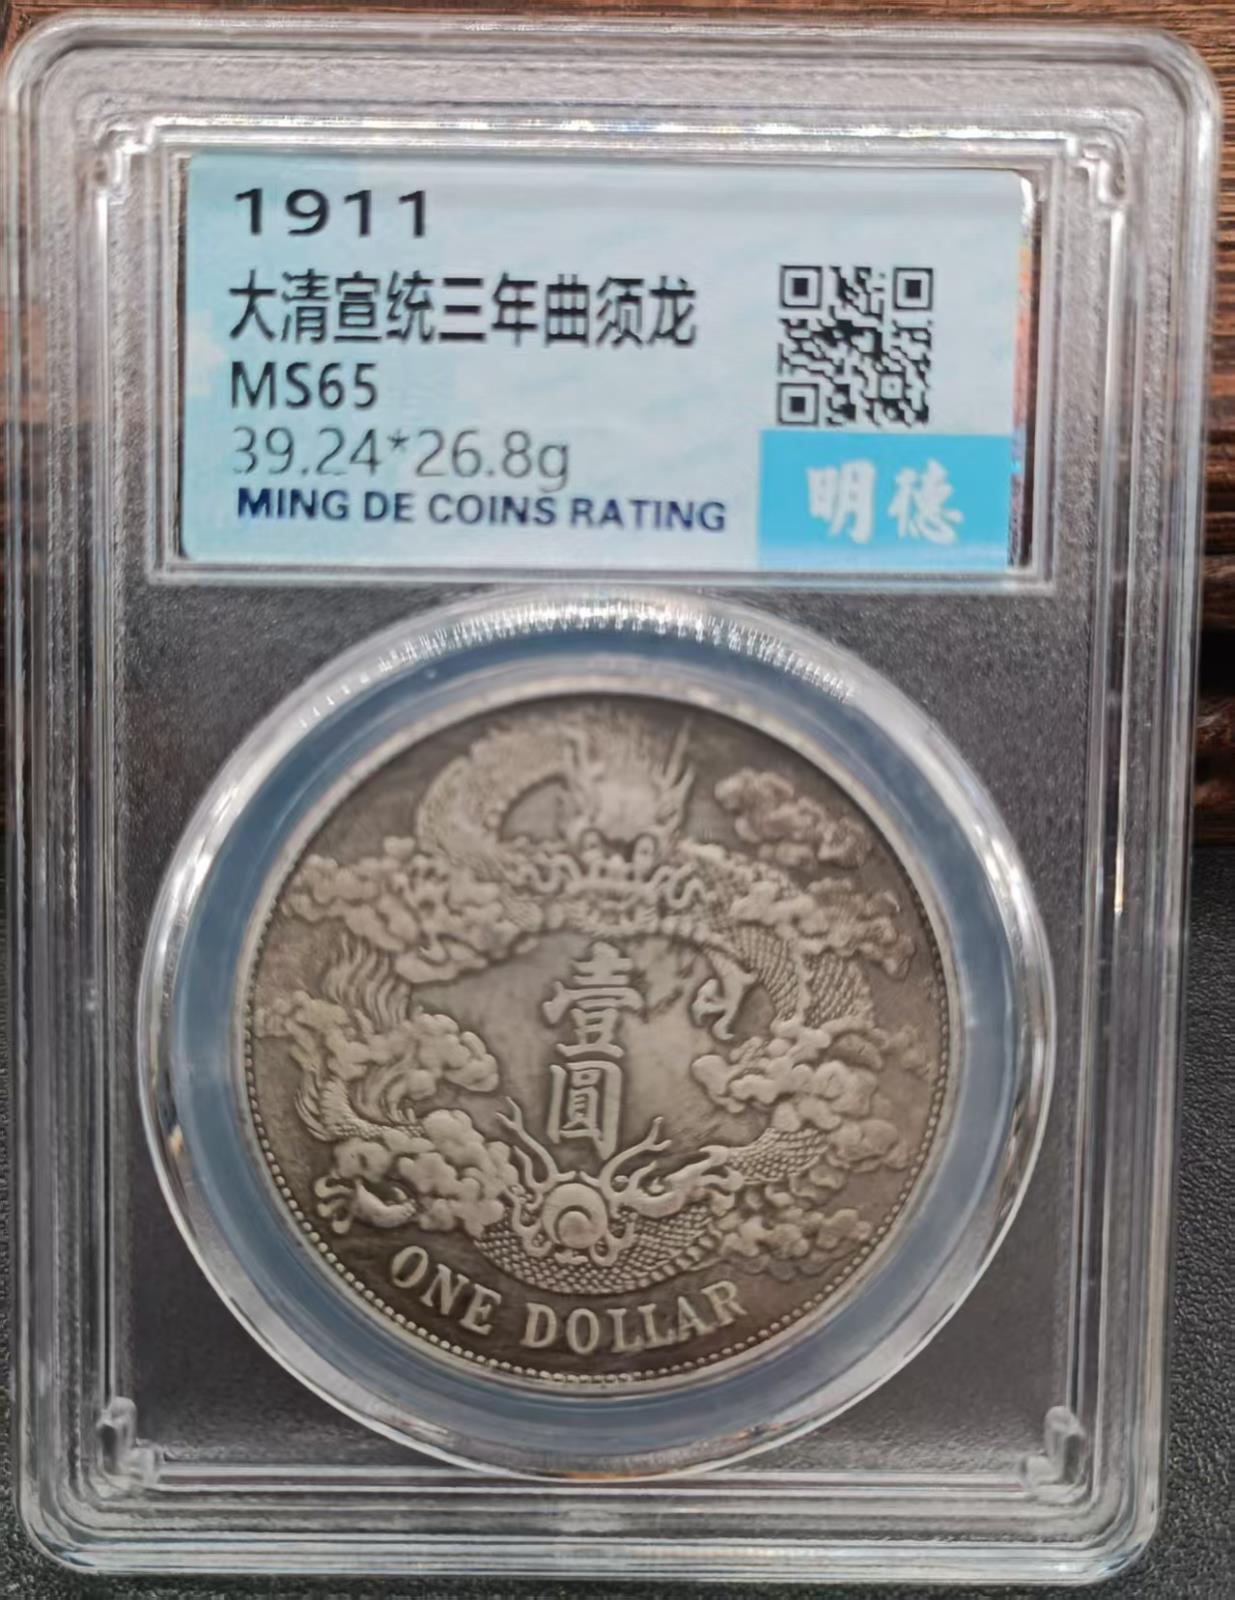 1911
大清宣统三年曲须龙
MS65
39.24*26.8g
MING DE COINS RATING
明德
壹圓
ONE DOLLAR